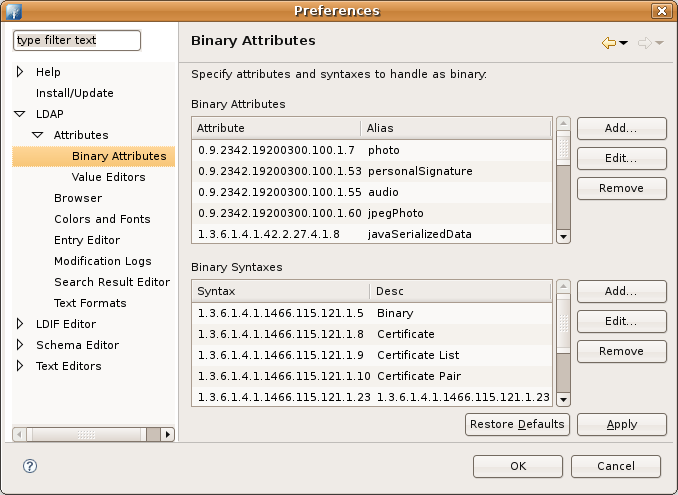 Preferences
type filter text
Help
Install/Update
LDAP
Attributes
Binary Attributes
Value Editors
Browser
Colors and Fonts
Entry Editor
Modification Logs
Search Result Editor
Text Formats
LDIF Editor
Schema Editor
Text Editors
Binary Attributes
Specify attributes and syntaxes to handle as binary:
Binary Attributes
Attribute Alias
0.9.2342.19200300.100.1.7 photo
0.9.2342.19200300.100.1.53 personalSignature
0.9.2342.19200300.100.1.55 audio
0.9.2342.19200300.100.1.60 jpegPhoto
1.3.6.1.4.1.42.2.27.4.1.8 javaSerializedData
Add...
Edit...
Remove
Binary Syntaxes
Syntax Desc
1.3.6.1.4.1.1466.115.121.1.5 Binary
1.3.6.1.4.1.1466.115.121.1.8 Certificate
1.3.6.1.4.1.1466.115.121.1.9 Certificate List
1.3.6.1.4.1.1466.115.121.1.10 Certificate Pair
1.3.6.1.4.1.1466.115.121.1.23 1.3.6.1.4.1.1466.115.121.1.23
Add...
Edit...
Remove
Restore Defaults Apply
? OK Cancel